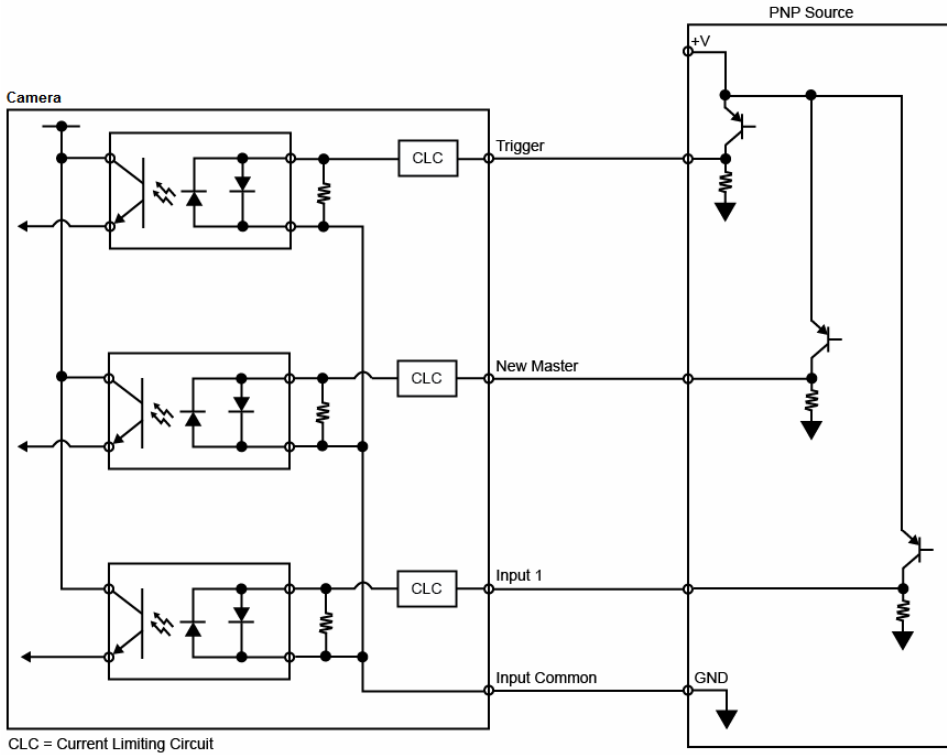 PNP Source
+V
Camera
CLC
Trigger
CLC
New Master
CLC
Input 1
Input Common
GND
CLC = Current Limiting Circuit